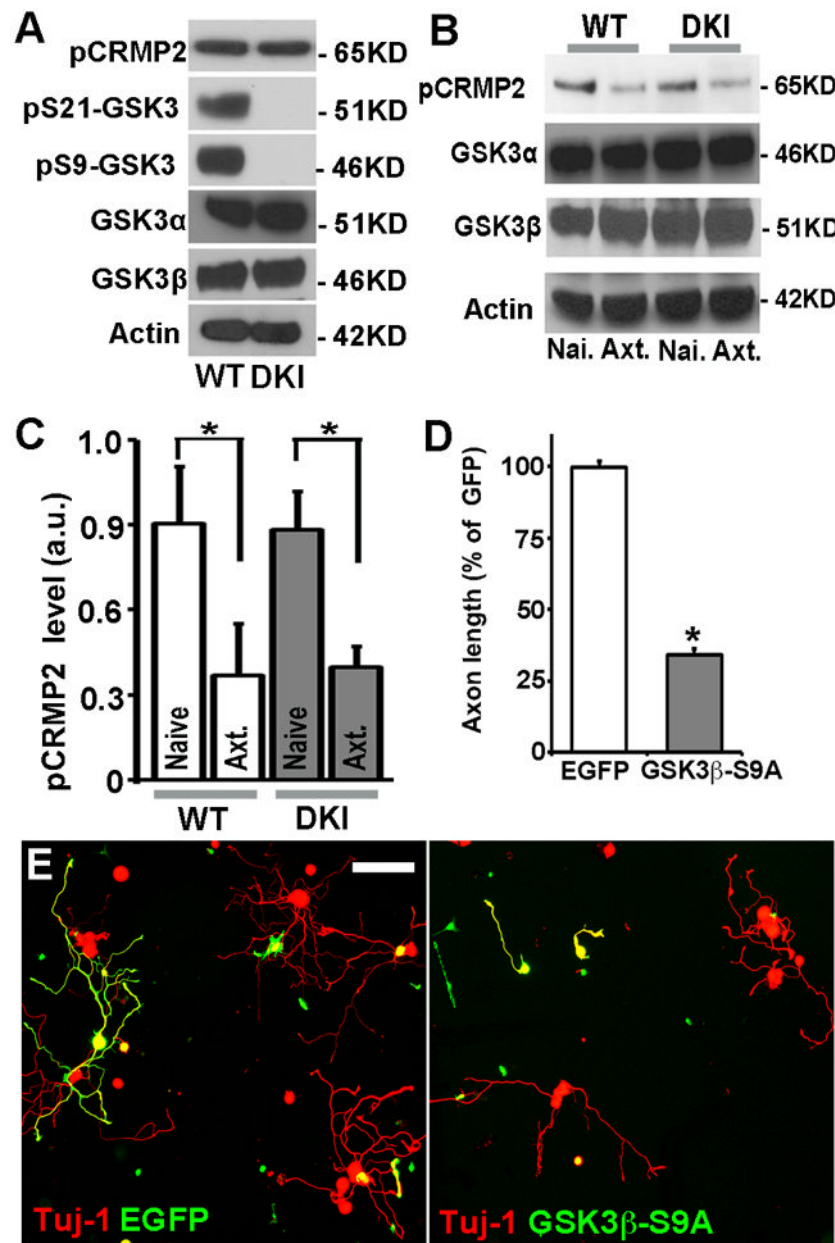 A
pCRMP2 - 65KD
pS21-GSK3 - 51KD
pS9-GSK3 - 46KD
GSK3α - 51KD
GSK3β - 46KD
Actin - 42KD
WT DKI
B
WT DKI
pCRMP2 - 65KD
GSK3α - 46KD
GSK3β - 51KD
Actin - 42KD
Nai. Axt. Nai. Axt.
C
pCRMP2 level (a.u.)
1.0
0.9
0.6
0.3
0
* *
Naive Axt. Naive Axt.
WT DKI
D
Axon length (% of GFP)
100
75
50
25
0
*
EGFP GSK3β-S9A
E
Tuj-1 EGFP
Tuj-1 GSK3β-S9A